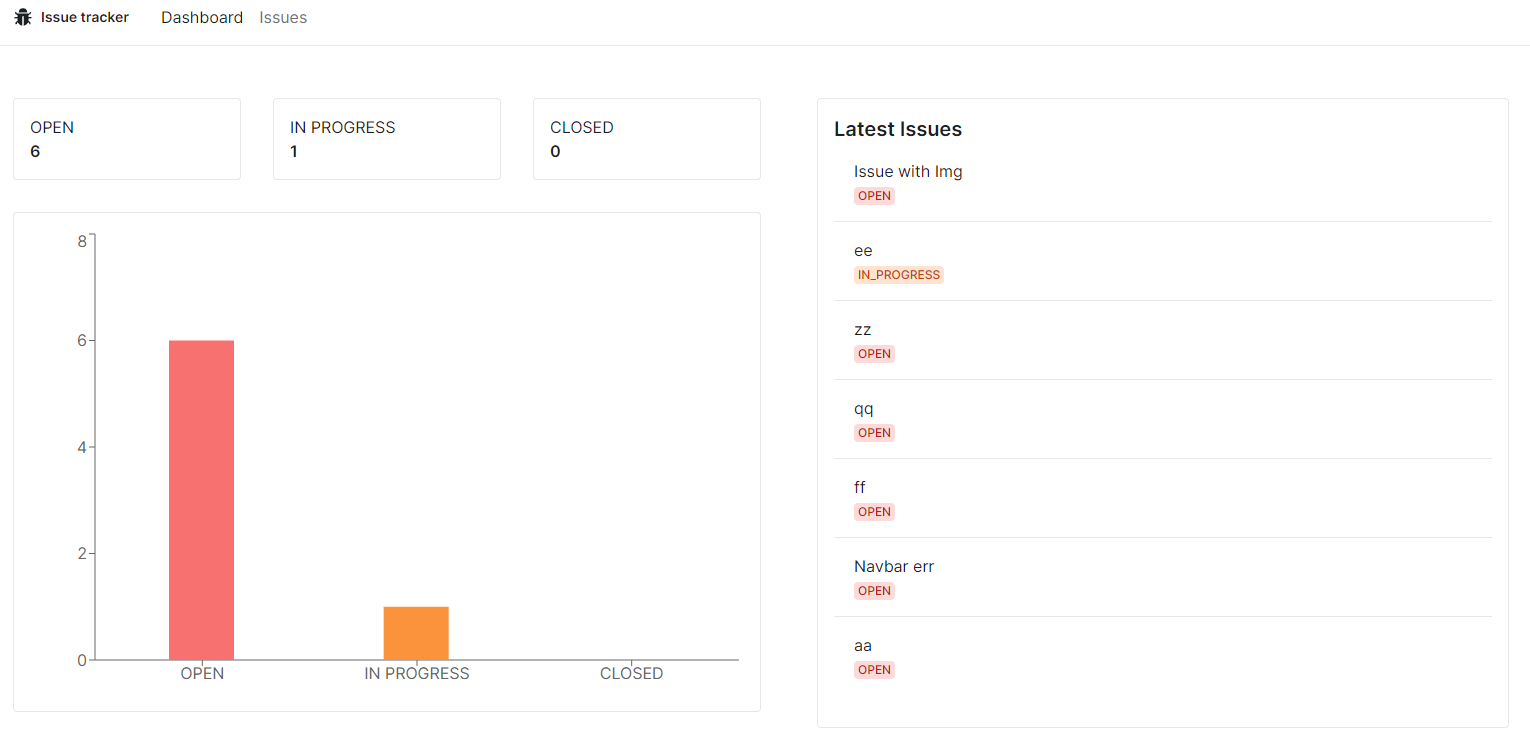 Issue tracker Dashboard Issues
OPEN
6
IN PROGRESS
1
CLOSED
0
8
6
4
2
0
OPEN IN PROGRESS CLOSED
Latest Issues
Issue with Img
OPEN
ee
IN_PROGRESS
zz
OPEN
qq
OPEN
ff
OPEN
Navbar err
OPEN
aa
OPEN